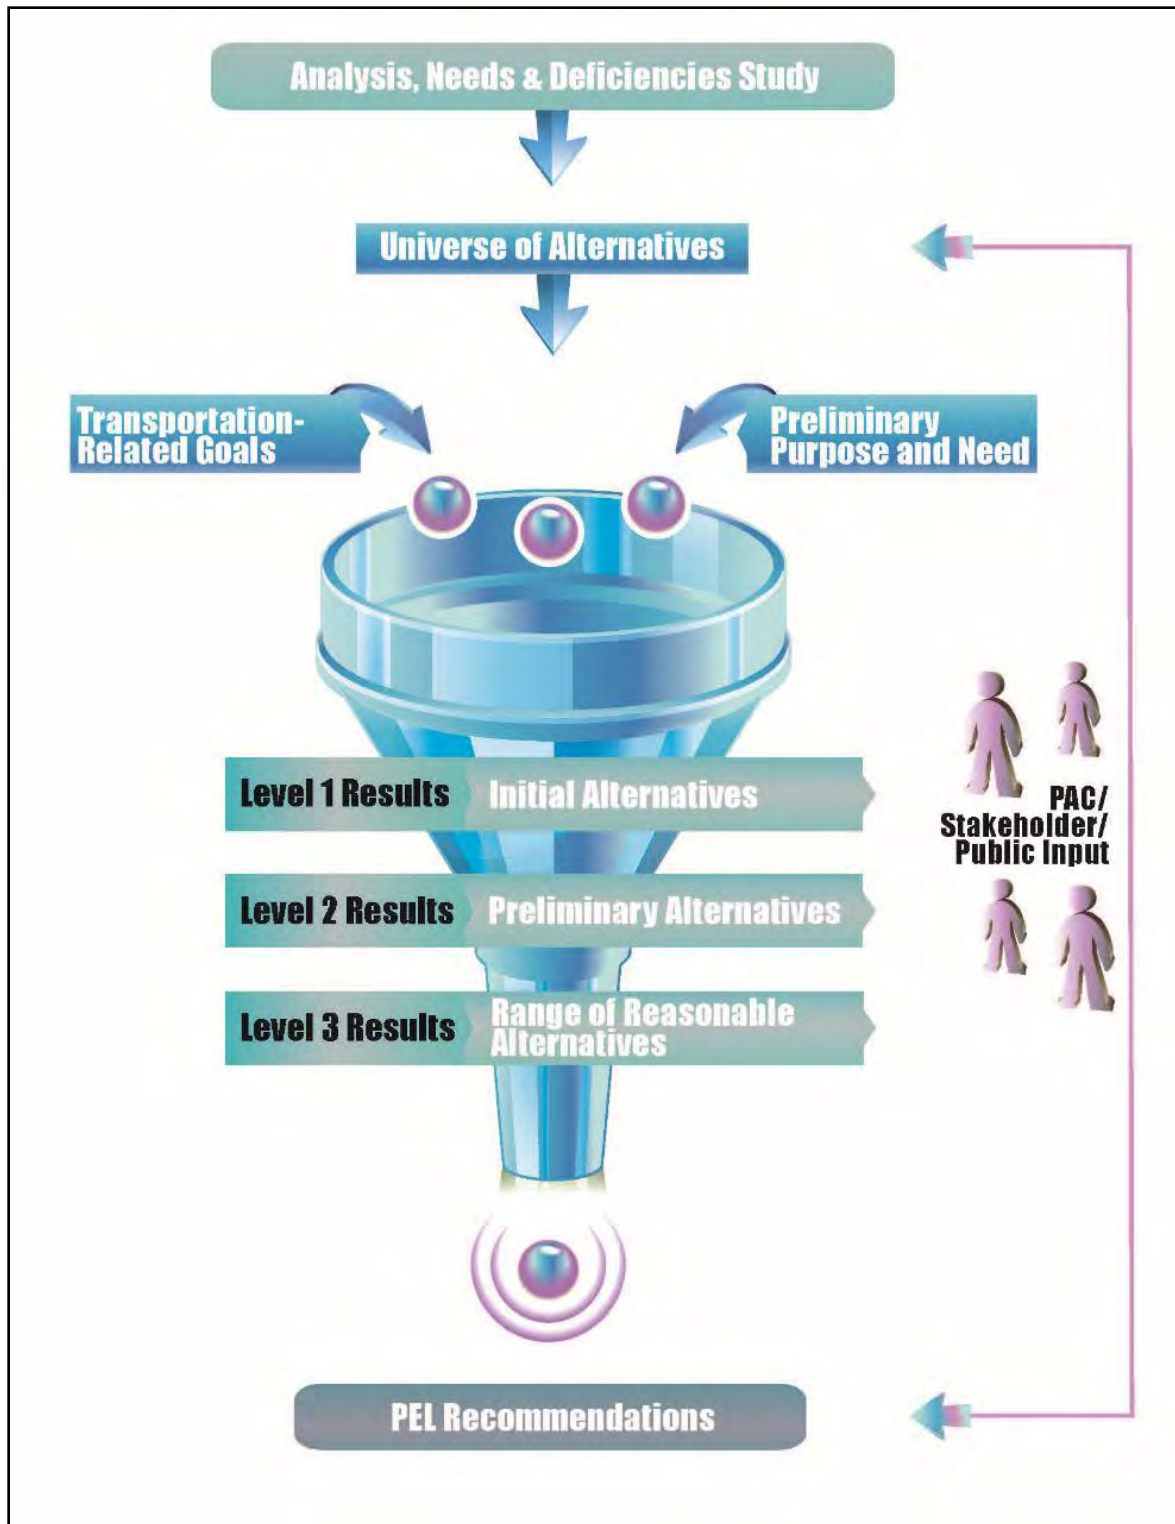 Analysis, Needs & Deficiencies Study
Universe of Alternatives
Transportation-
Related Goals
Preliminary
Purpose and Need
Level 1 Results
Initial Alternatives
Level 2 Results
Preliminary Alternatives
Level 3 Results
Range of Reasonable
Alternatives
PAC/
Stakeholder/
Public Input
PEL Recommendations